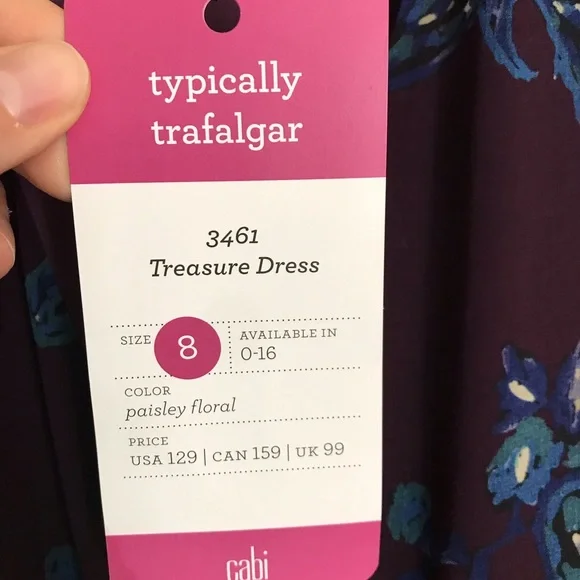 typically
trafalgar
3461
Treasure Dress
SIZE 8
AVAILABLE IN
0-16
COLOR
paisley floral
PRICE
USA 129 | CAN 159 | UK 99
cabi